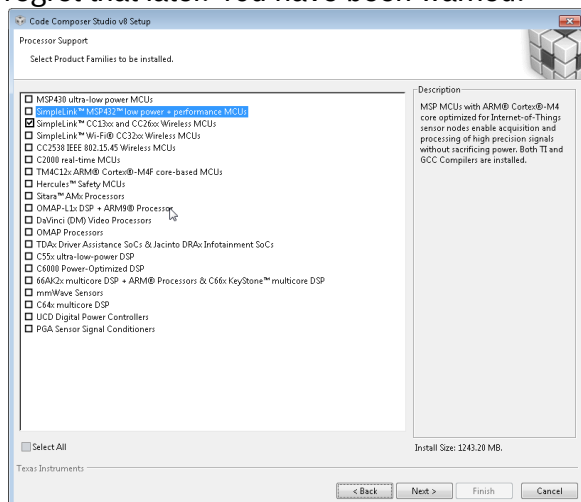 regret that later. You have been warned.
Code Composer Studio v8 Setup
Processor Support
Select Product Families to be installed.
MSP430 ultra-low power MCUs
SimpleLink™ MSP432™ low power + performance MCUs
SimpleLink™ CC13xx and CC26xx Wireless MCUs
SimpleLink™ Wi-Fi® CC32xx Wireless MCUs
CC2538 IEEE 802.15.45 Wireless MCUs
C2000 real-time MCUs
TM4C12x ARM® Cortex®-M4F core-based MCUs
Hercules™ Safety MCUs
Sitara™ AMx Processors
OMAP-L1x DSP + ARM9® Processor
DaVinci (DM) Video Processors
OMAP Processors
TDAx Driver Assistance SoCs & Jacinto DRAx Infotainment SoCs
C55x ultra-low-power DSP
C6000 Power-Optimized DSP
66AK2x multicore DSP + ARM® Processors & C66x KeyStone™ multicore DSP
mmWave Sensors
C64x multicore DSP
UCD Digital Power Controllers
PGA Sensor Signal Conditioners
Description
MSP MCUs with ARM® Cortex®-M4
core optimized for Internet-of-Things
sensor nodes enable acquisition and
processing of high precision signals
without sacrificing power. Both TI and
GCC Compilers are installed.
Select All
Install Size: 1243.20 MB.
Texas Instruments
< Back
Next >
Finish
Cancel